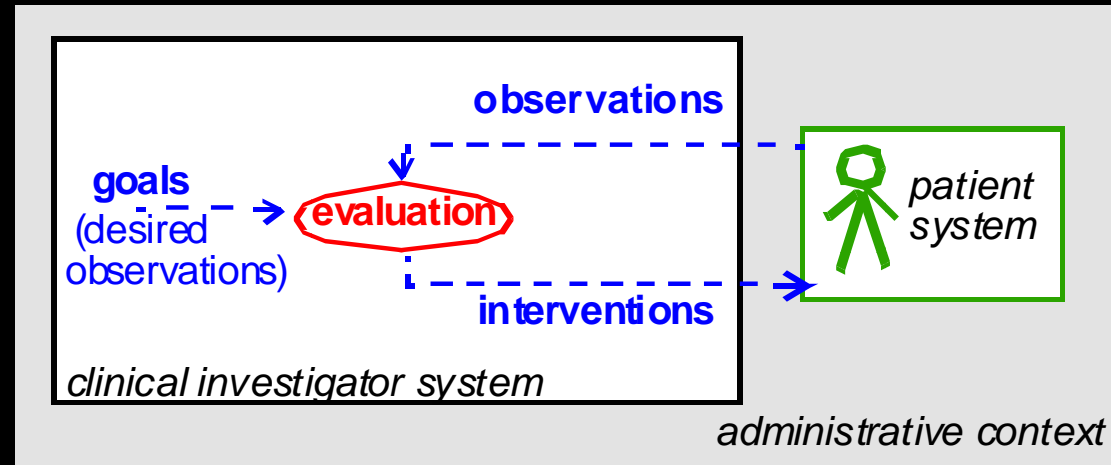 observations
goals
(desired
observations)
evaluation
patient
system
interventions
clinical investigator system
administrative context